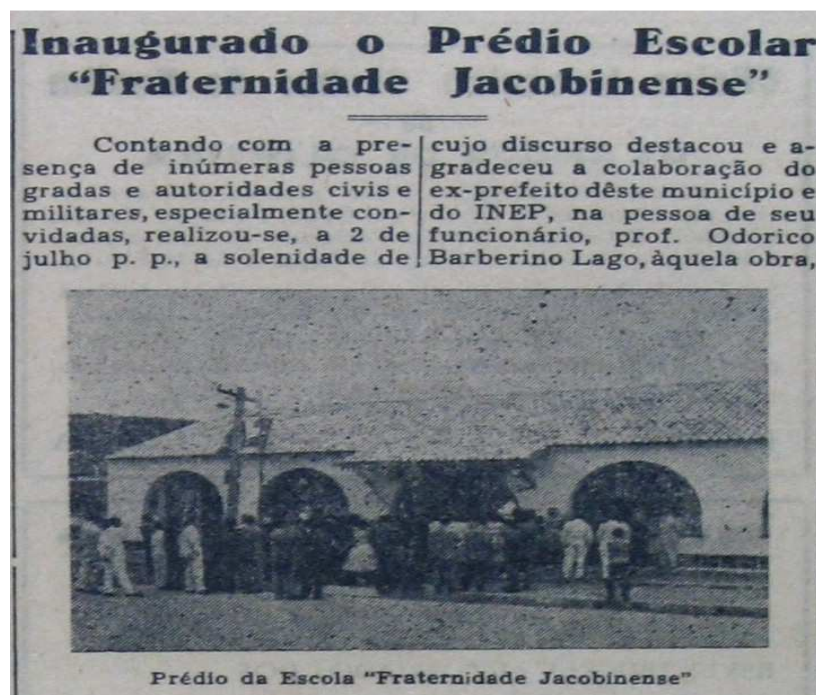 Inaugurado o Prédio Escolar
“Fraternidade Jacobinense”
Contando com a pre-
sença de inúmeras pessoas
gradas e autoridades civis e
militares, especialmente con-
vidadas, realizou-se, a 2 de
julho p. p., a solenidade de
cujo discurso destacou e a-
gradeceu a colaboração do
ex-prefeito dêste município e
do INEP, na pessoa de seu
funcionário, prof. Odorico
Barberino Lago, àquela obra,
Prédio da Escola “Fraternidade Jacobinense”